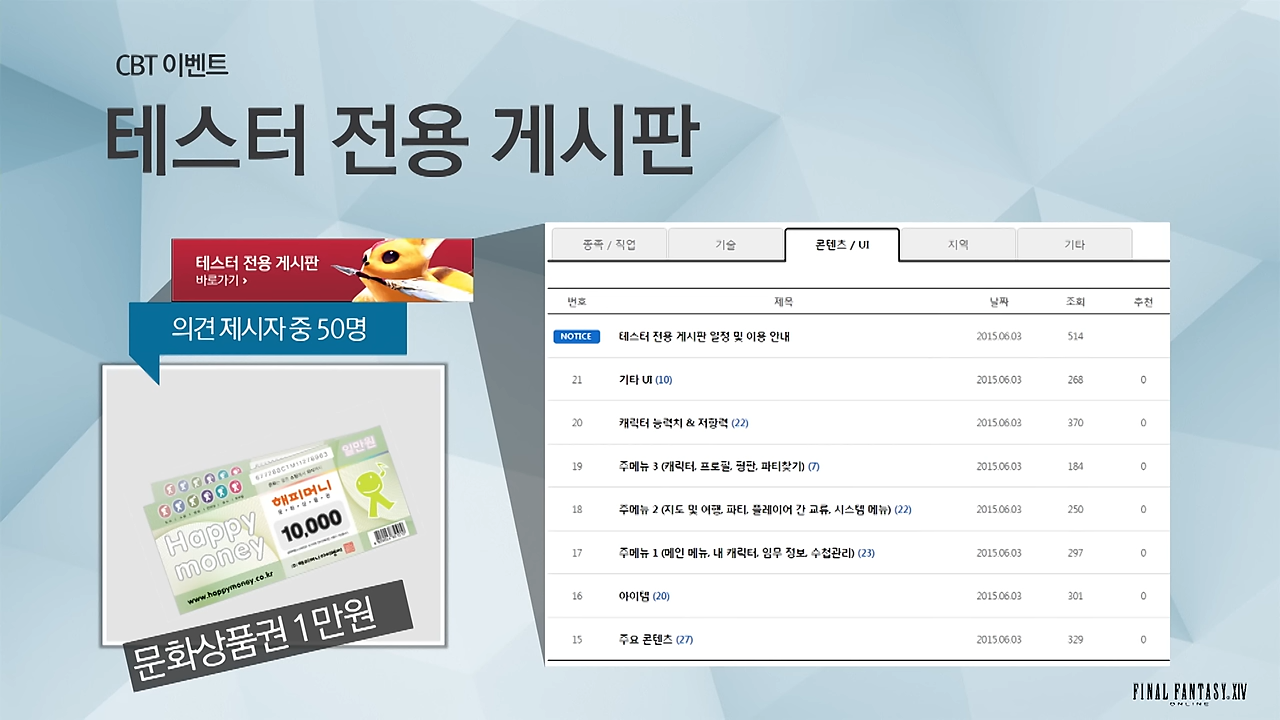 CBT 이벤트
테스터 전용 게시판
테스터 전용 게시판
바로가기 >
의견 제시자 중 50명
일만원
해피머니
10,000
Happy
money
www.happymoney.co.kr
문화상품권 1만원
종족 / 직업 기술 콘텐츠 / UI 지역 기타
번호 제목 날짜 조회 추천
NOTICE 테스터 전용 게시판 일정 및 이용 안내 2015.06.03 514
21 기타 UI (10) 2015.06.03 268 0
20 캐릭터 능력치 & 저항력 (22) 2015.06.03 370 0
19 주메뉴 3 (캐릭터, 프로필, 평판, 파티찾기) (7) 2015.06.03 184 0
18 주메뉴 2 (지도 및 여행, 파티, 플레이어 간 교류, 시스템 메뉴) (22) 2015.06.03 250 0
17 주메뉴 1 (메인 메뉴, 내 캐릭터, 임무 정보, 수첩관리) (23) 2015.06.03 297 0
16 아이템 (20) 2015.06.03 301 0
15 주요 콘텐츠 (27) 2015.06.03 329 0
FINAL FANTASY XIV
ONLINE